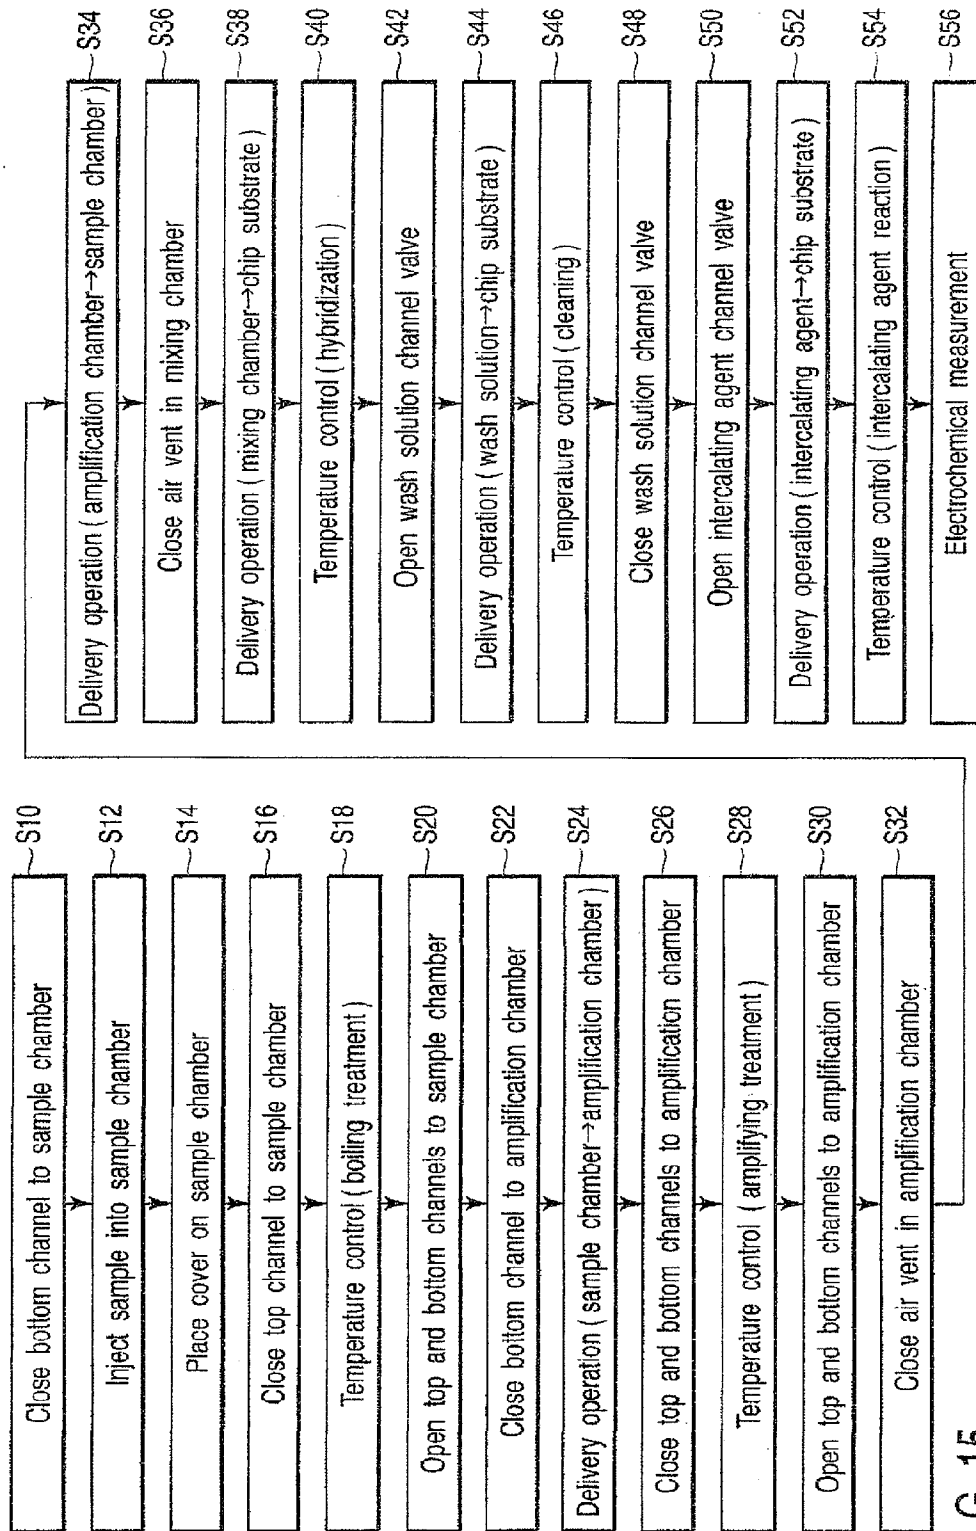 Close bottom channel to sample chamber
S10
Inject sample into sample chamber
S12
Place cover on sample chamber
S14
Close top channel to sample chamber
S16
Temperature control (boiling treatment)
S18
Open top and bottom channels to sample chamber
S20
Close bottom channel to amplification chamber
S22
Delivery operation (sample chamber→amplification chamber)
S24
Close top and bottom channels to amplification chamber
S26
Temperature control (amplifying treatment)
S28
Open top and bottom channels to amplification chamber
S30
Close air vent in amplification chamber
S32
Delivery operation (amplification chamber→sample chamber)
S34
Close air vent in mixing chamber
S36
Delivery operation (mixing chamber→chip substrate)
S38
Temperature control (hybridization)
S40
Open wash solution channel valve
S42
Delivery operation (wash solution→chip substrate)
S44
Temperature control (cleaning)
S46
Close wash solution channel valve
S48
Open intercalating agent channel valve
S50
Delivery operation (intercalating agent→chip substrate)
S52
Temperature control (intercalating agent reaction)
S54
Electrochemical measurement
S56
G. 15